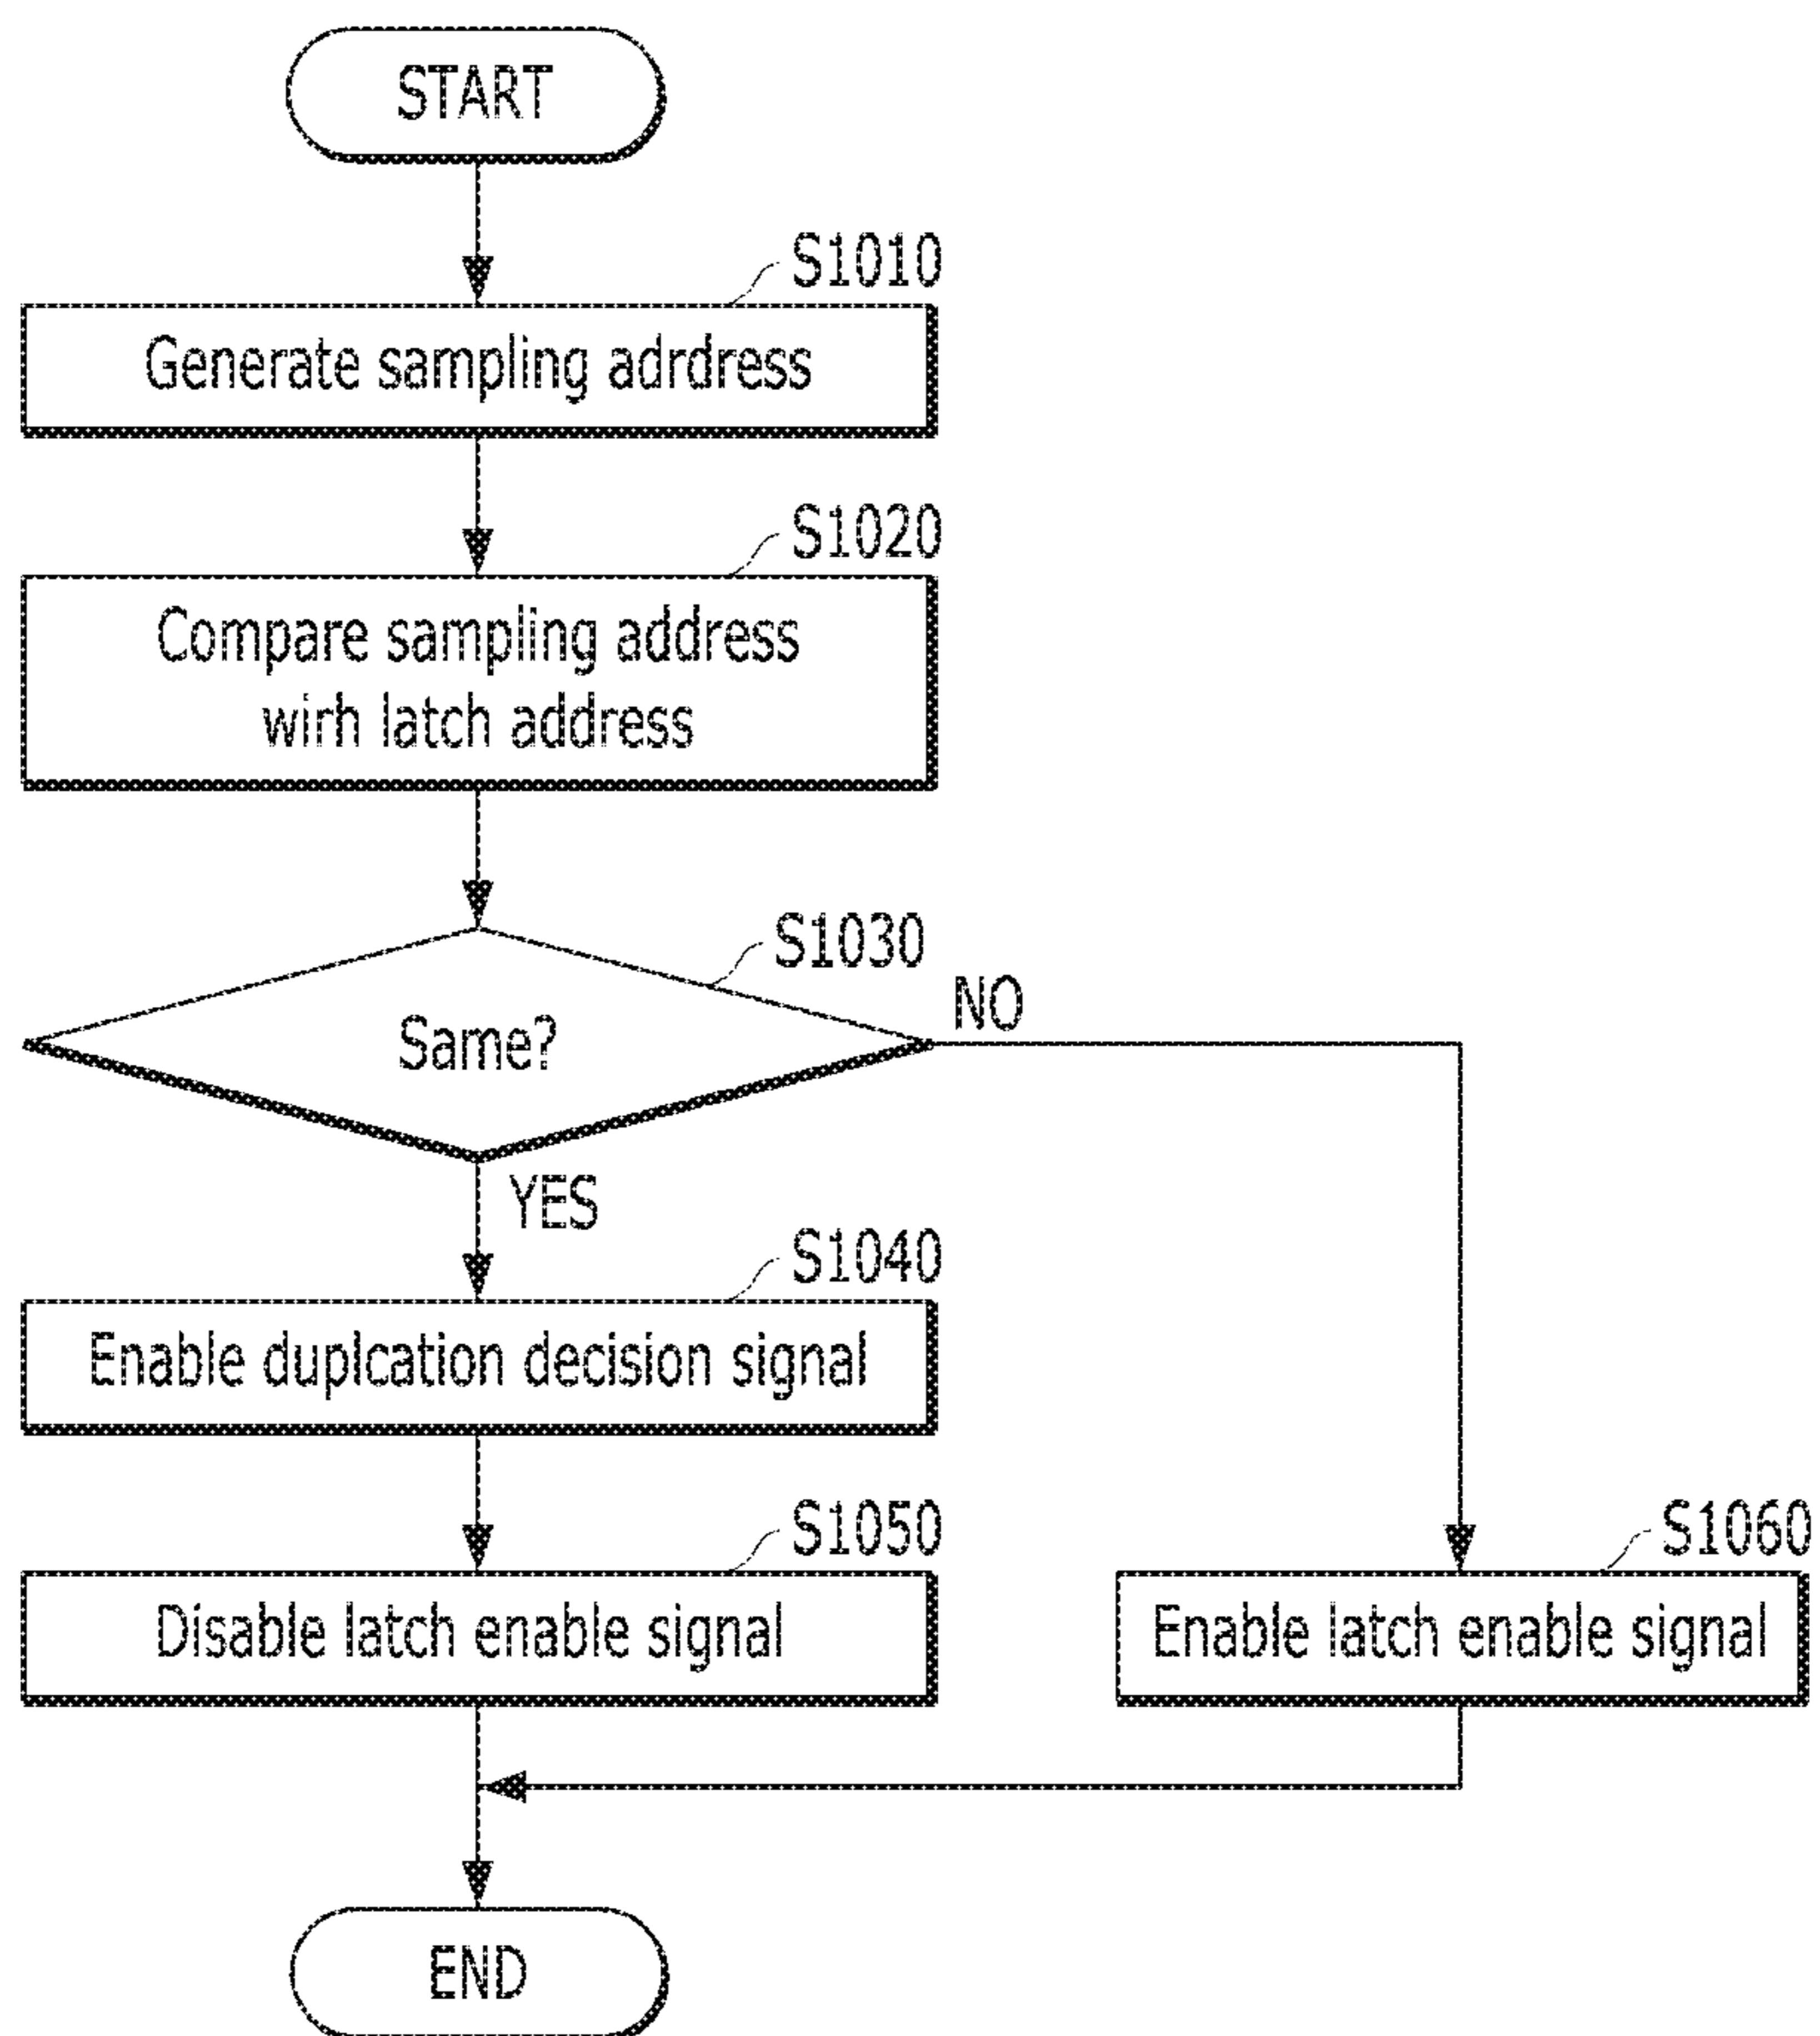 START
S1010
Generate sampling adrdress
S1020
Compare sampling address
wirh latch address
S1030
Same?
NO
YES
S1040
Enable duplcation decision signal
S1050
Disable latch enable signal
S1060
Enable latch enable signal
END